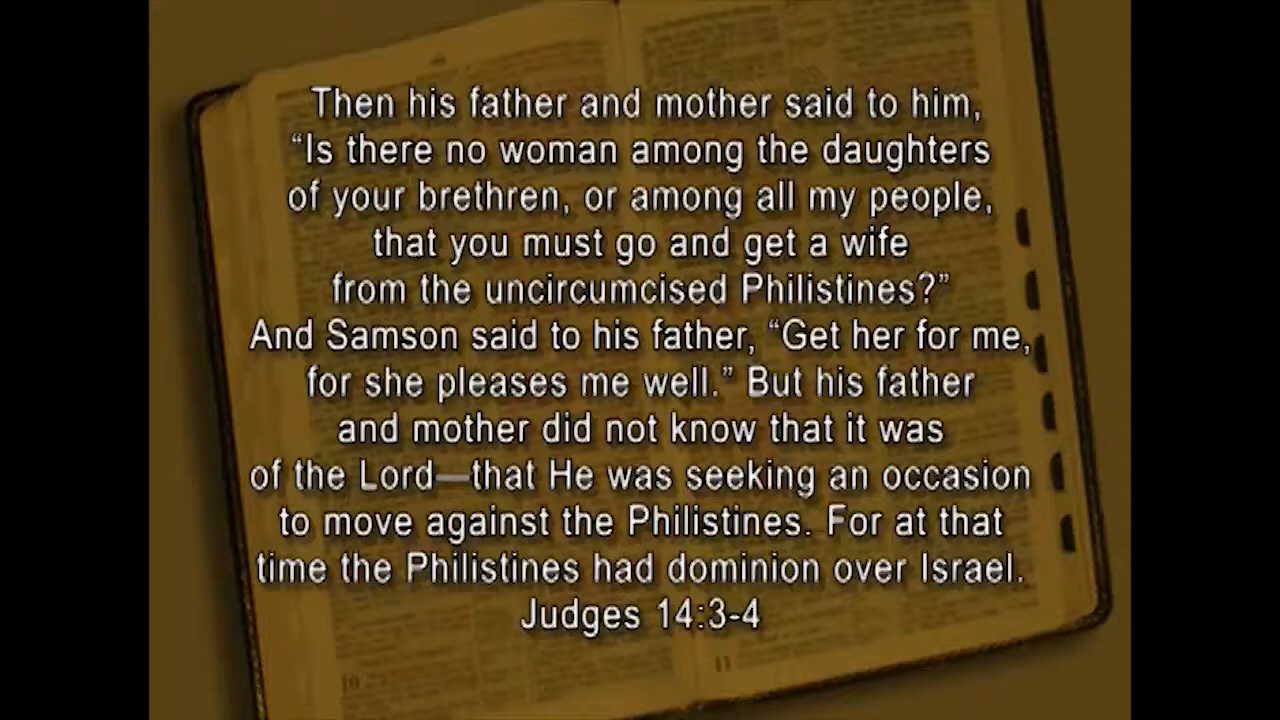 Then his father and mother said to him,
“Is there no woman among the daughters
of your brethren, or among all my people,
that you must go and get a wife
from the uncircumcised Philistines?”
And Samson said to his father, “Get her for me,
for she pleases me well.” But his father
and mother did not know that it was
of the Lord—that He was seeking an occasion
to move against the Philistines. For at that
time the Philistines had dominion over Israel.
Judges 14:3-4